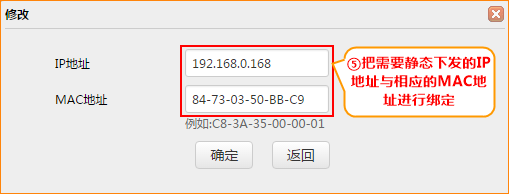 修改
IP地址
192.168.0.168
MAC地址
84-73-03-50-BB-C9
例如:C8-3A-35-00-00-01
确定
返回
⑤把需要静态下发的IP
地址与相应的MAC地
址进行绑定